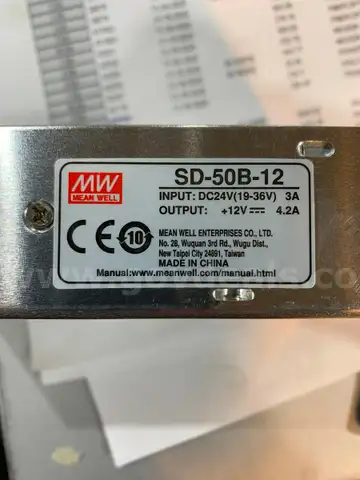 MW
MEAN WELL
SD-50B-12
INPUT: DC24V(19-36V) 3A
OUTPUT: +12V⎓ 4.2A
CE
10
MEAN WELL ENTERPRISES CO., LTD.
No. 28, Wuquan 3rd Rd., Wugu Dist.,
New Taipei City 24891, Taiwan
MADE IN CHINA
Manual:www.meanwell.com/manual.html